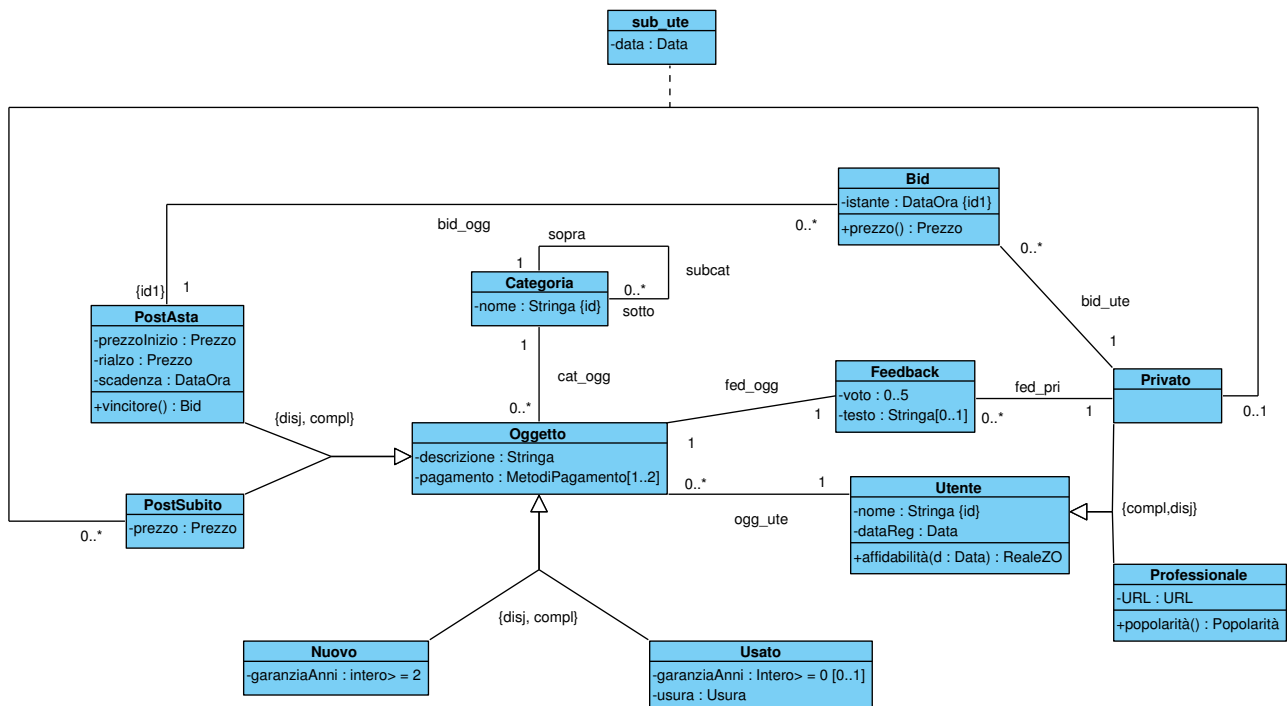 sub_ute
-data : Data
Bid
-istante : DataOra {id1}
+prezzo() : Prezzo
bid_ogg
0..*
0..*
sopra
1
subcat
Categoria
-nome : Stringa {id}
0..*
sotto
{id1}
1
bid_ute
1
PostAsta
-prezzoInizio : Prezzo
-rialzo : Prezzo
-scadenza : DataOra
+vincitore() : Bid
1
cat_ogg
0..*
Feedback
-voto : 0..5
-testo : Stringa[0..1]
fed_ogg
1
1
fed_pri
0..*
1
Privato
0..1
{disj, compl}
Oggetto
-descrizione : Stringa
-pagamento : MetodiPagamento[1..2]
PostSubito
-prezzo : Prezzo
0..*
0..*
1
ogg_ute
Utente
-nome : Stringa {id}
-dataReg : Data
+affidabilità(d : Data) : RealeZO
{compl,disj}
Professionale
-URL : URL
+popolarità() : Popolarità
{disj, compl}
Nuovo
-garanziaAnni : intero> = 2
Usato
-garanziaAnni : Intero> = 0 [0..1]
-usura : Usura